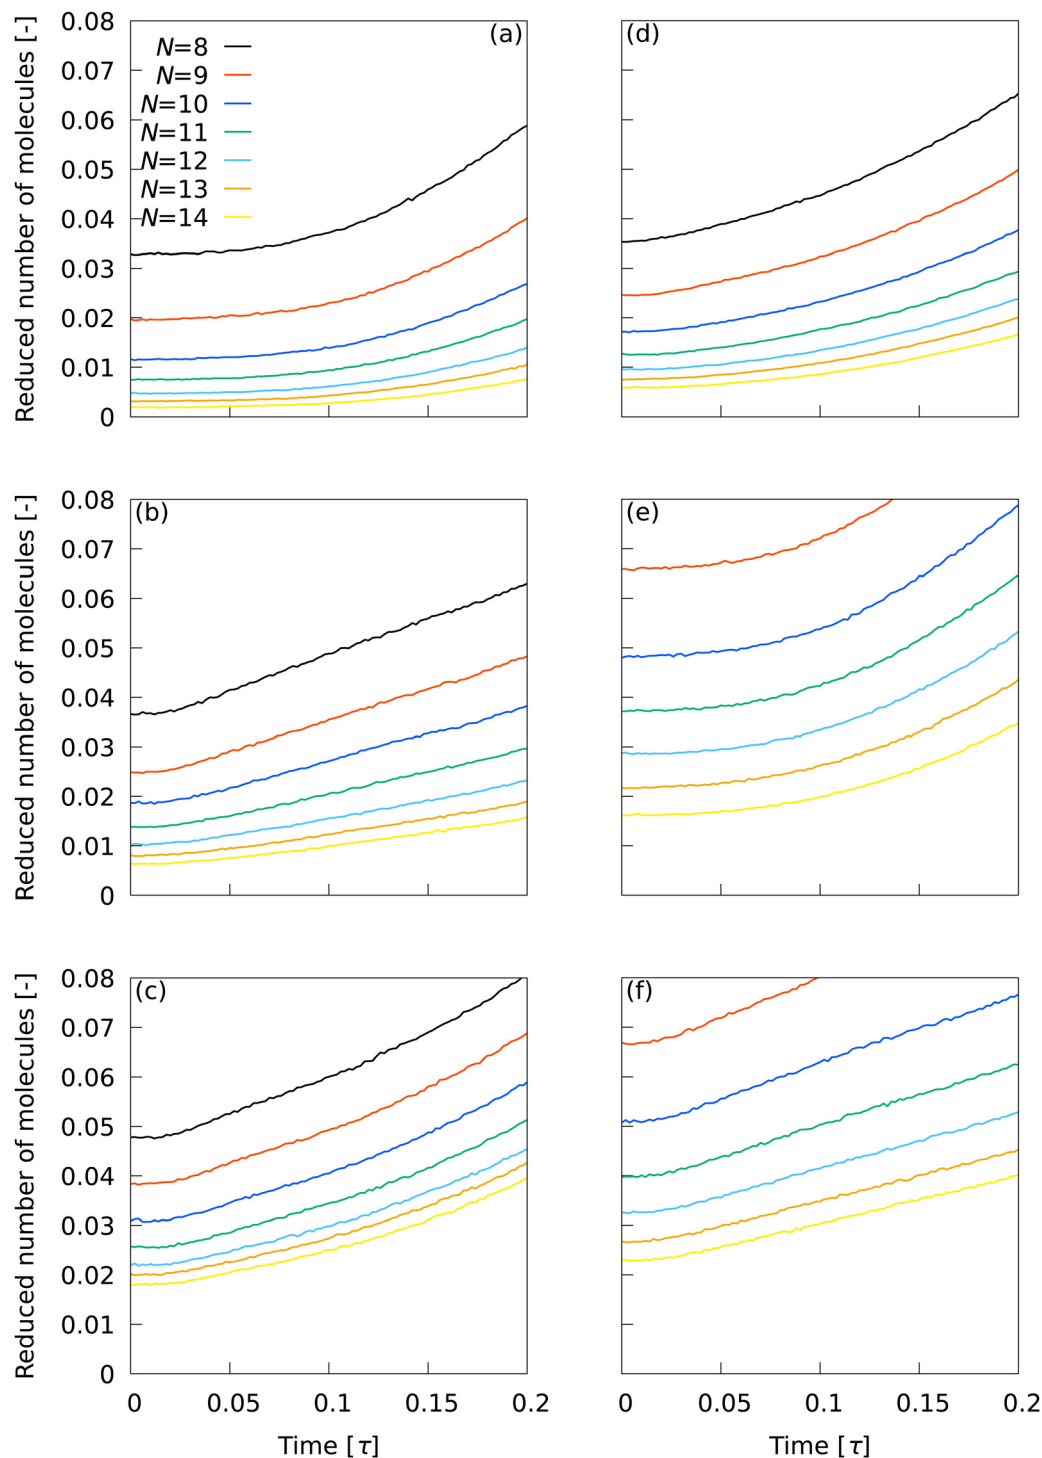 Reduced number of molecules [-]
0.08
0.07
0.06
0.05
0.04
0.03
0.02
0.01
0
(a)
N=8
N=9
N=10
N=11
N=12
N=13
N=14
(d)
Reduced number of molecules [-]
0.08
0.07
0.06
0.05
0.04
0.03
0.02
0.01
0
(b)
(e)
Reduced number of molecules [-]
0.08
0.07
0.06
0.05
0.04
0.03
0.02
0.01
0
(c)
(f)
0 0.05 0.1 0.15 0.2
0 0.05 0.1 0.15 0.2
Time [τ]
Time [τ]